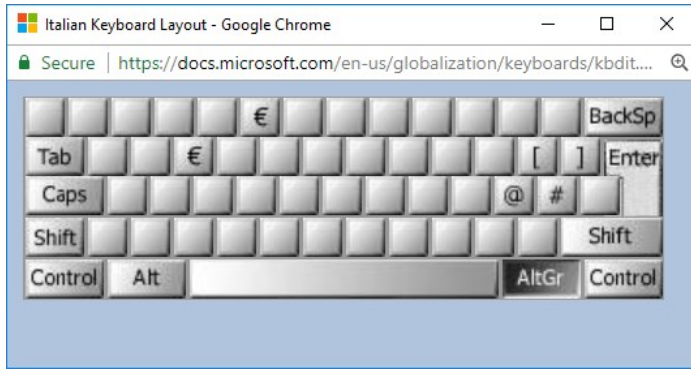 Italian Keyboard Layout - Google Chrome
Secure | https://docs.microsoft.com/en-us/globalization/keyboards/kbdit....
€ BackSp
Tab € [ ] Enter
Caps @ #
Shift Shift
Control Alt AltGr Control